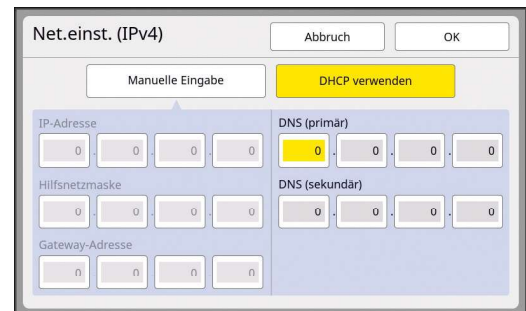 Net.einst. (IPv4)
Abbruch
OK
Manuelle Eingabe
DHCP verwenden
IP-Adresse
0 . 0 . 0 . 0
Hilfsnetzmaske
0 . 0 . 0 . 0
Gateway-Adresse
0 . 0 . 0 . 0
DNS (primär)
0 . 0 . 0 . 0
DNS (sekundär)
0 . 0 . 0 . 0